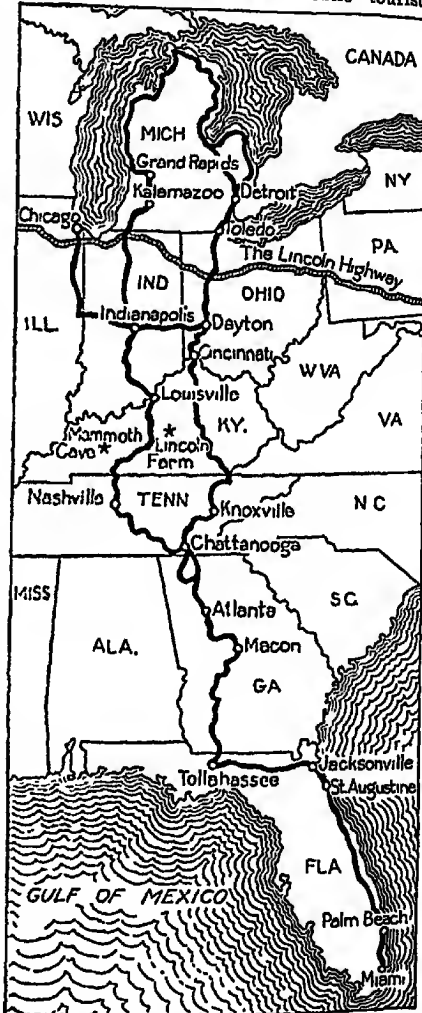 tourist
CANADA
WIS
MICH
Grand Rapids
Kalamazoo
Detroit
NY
Chicago
Toledo
PA.
The Lincoln Highway
IND
OHIO
ILL.
Indianapolis
Dayton
Cincinnati
W VA
Louisville
KY.
VA
Mammoth
Cave *
*
Lincoln
Farm
Nashville
TENN
Knoxville
N C
Chattanooga
MISS
Atlanta
SC.
ALA.
Macon
GA
Tollahassee
Jacksonville
St. Augustine
FLA
GULF OF MEXICO
Palm Beach
Miami